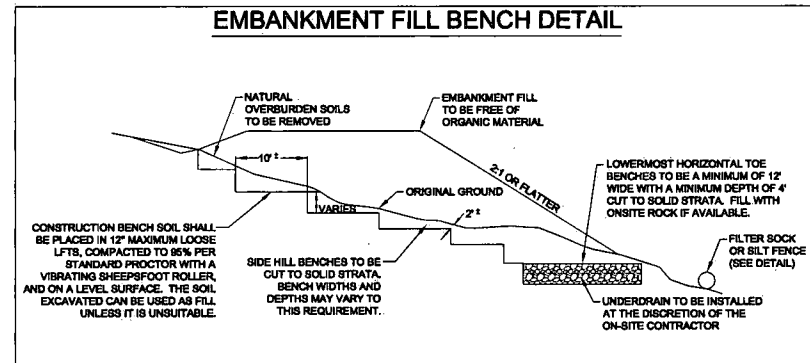 EMBANKMENT FILL BENCH DETAIL
NATURAL
OVERBURDEN SOILS
TO BE REMOVED
EMBANKMENT FILL
TO BE FREE OF
ORGANIC MATERIAL
10'±
2:1 OR FLATTER
LOWERMOST HORIZONTAL TOE
BENCHES TO BE A MINIMUM OF 12'
WIDE WITH A MINIMUM DEPTH OF 4'
CUT TO SOLID STRATA. FILL WITH
ONSITE ROCK IF AVAILABLE.
ORIGINAL GROUND
VARIES
2'±
CONSTRUCTION BENCH SOIL SHALL
BE PLACED IN 12" MAXIMUM LOOSE
LFTS, COMPACTED TO 95% PER
STANDARD PROCTOR WITH A
VIBRATING SHEEPSFOOT ROLLER,
AND ON A LEVEL SURFACE. THE SOIL
EXCAVATED CAN BE USED AS FILL
UNLESS IT IS UNSUITABLE.
SIDE HILL BENCHES TO BE
CUT TO SOLID STRATA.
BENCH WIDTHS AND
DEPTHS MAY VARY TO
THIS REQUIREMENT.
FILTER SOCK
OR SILT FENCE
(SEE DETAIL)
UNDERDRAIN TO BE INSTALLED
AT THE DISCRETION OF THE
ON-SITE CONTRACTOR